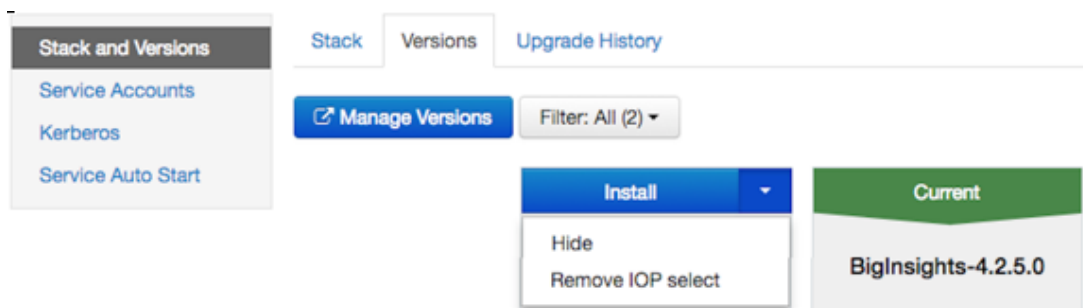 Stack and Versions
Service Accounts
Kerberos
Service Auto Start
Stack Versions Upgrade History
Manage Versions Filter: All (2)
Install Current
Hide
Remove IOP select
BigInsights-4.2.5.0